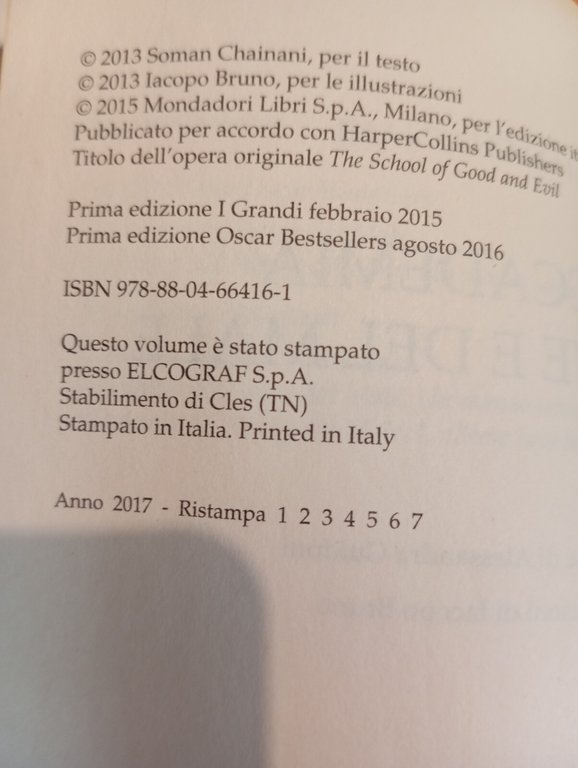 © 2013 Soman Chainani, per il testo
© 2013 Iacopo Bruno, per le illustrazioni
© 2015 Mondadori Libri S.p.A., Milano, per l'edizione
Pubblicato per accordo con HarperCollins Publishers
Titolo dell'opera originale The School of Good and Evil
Prima edizione I Grandi febbraio 2015
Prima edizione Oscar Bestsellers agosto 2016
ISBN 978-88-04-66416-1
Questo volume è stato stampato
presso ELCOGRAF S.p.A.
Stabilimento di Cles (TN)
Stampato in Italia. Printed in Italy
Anno 2017 - Ristampa 1 2 3 4 5 6 7